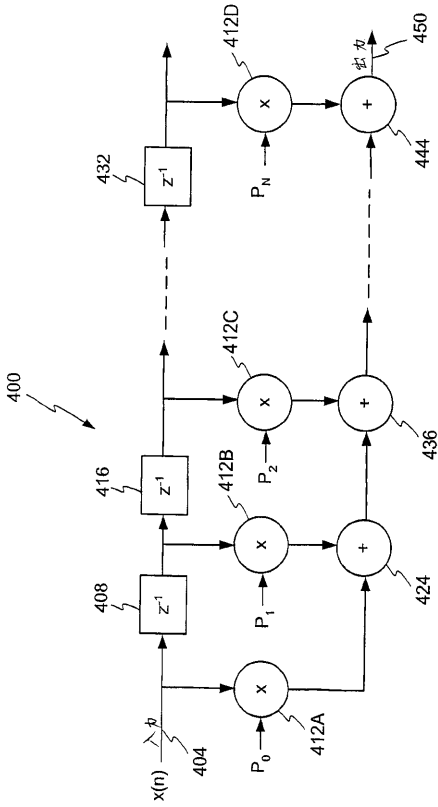 400
408
416
432
z⁻¹
z⁻¹
z⁻¹
x(n)
入力
404
412A
412B
412C
412D
x
x
x
x
P₀
P₁
P₂
P_N
+
+
+
424
436
444
出力
450